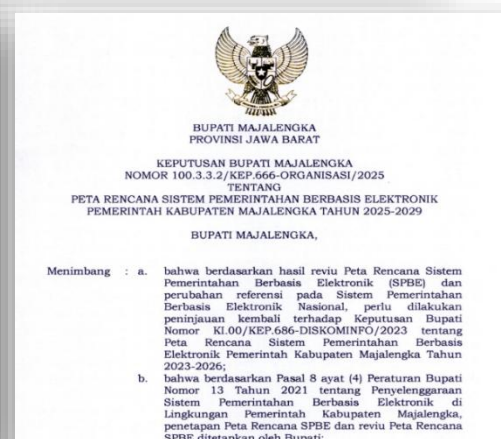 BUPATI MAJALENGKA
PROVINSI JAWA BARAT
KEPUTUSAN BUPATI MAJALENGKA
NOMOR 100.3.3.2/KEP.666-ORGANISASI/2025
TENTANG
PETA RENCANA SISTEM PEMERINTAHAN BERBASIS ELEKTRONIK
PEMERINTAH KABUPATEN MAJALENGKA TAHUN 2025-2029
BUPATI MAJALENGKA,
Menimbang : a. bahwa berdasarkan hasil reviu Peta Rencana Sistem
Pemerintahan Berbasis Elektronik (SPBE) dan
perubahan referensi pada Sistem Pemerintahan
Berbasis Elektronik Nasional, perlu dilakukan
peninjauan kembali terhadap Keputusan Bupati
Nomor KI.00/KEP.686-DISKOMINFO/2023 tentang
Peta Rencana Sistem Pemerintahan Berbasis
Elektronik Pemerintah Kabupaten Majalengka Tahun
2023-2026;
b. bahwa berdasarkan Pasal 8 ayat (4) Peraturan Bupati
Nomor 13 Tahun 2021 tentang Penyelenggaraan
Sistem Pemerintahan Berbasis Elektronik di
Lingkungan Pemerintah Kabupaten Majalengka,
penetapan Peta Rencana SPBE dan reviu Peta Rencana
SPBE ditetapkan oleh Bupati;